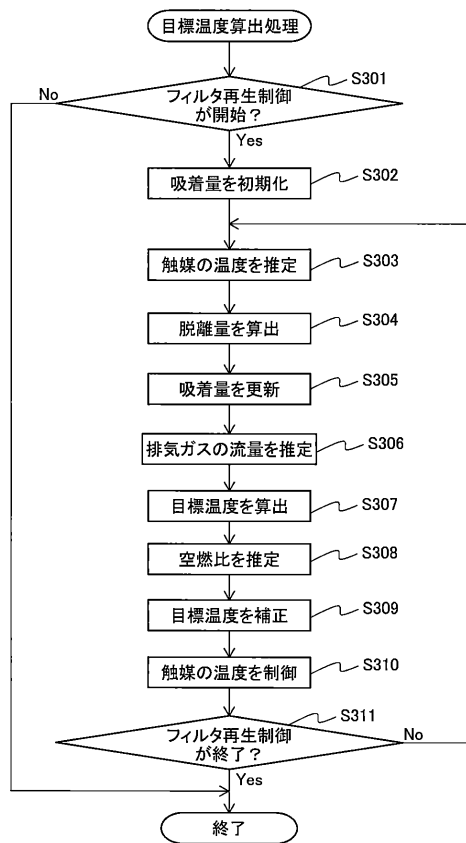 目標温度算出処理
S301
No
フィルタ再生制御
が開始？
Yes
吸着量を初期化
S302
触媒の温度を推定
S303
脱離量を算出
S304
吸着量を更新
S305
排気ガスの流量を推定
S306
目標温度を算出
S307
空燃比を推定
S308
目標温度を補正
S309
触媒の温度を制御
S310
S311
フィルタ再生制御
が終了？
No
Yes
終了